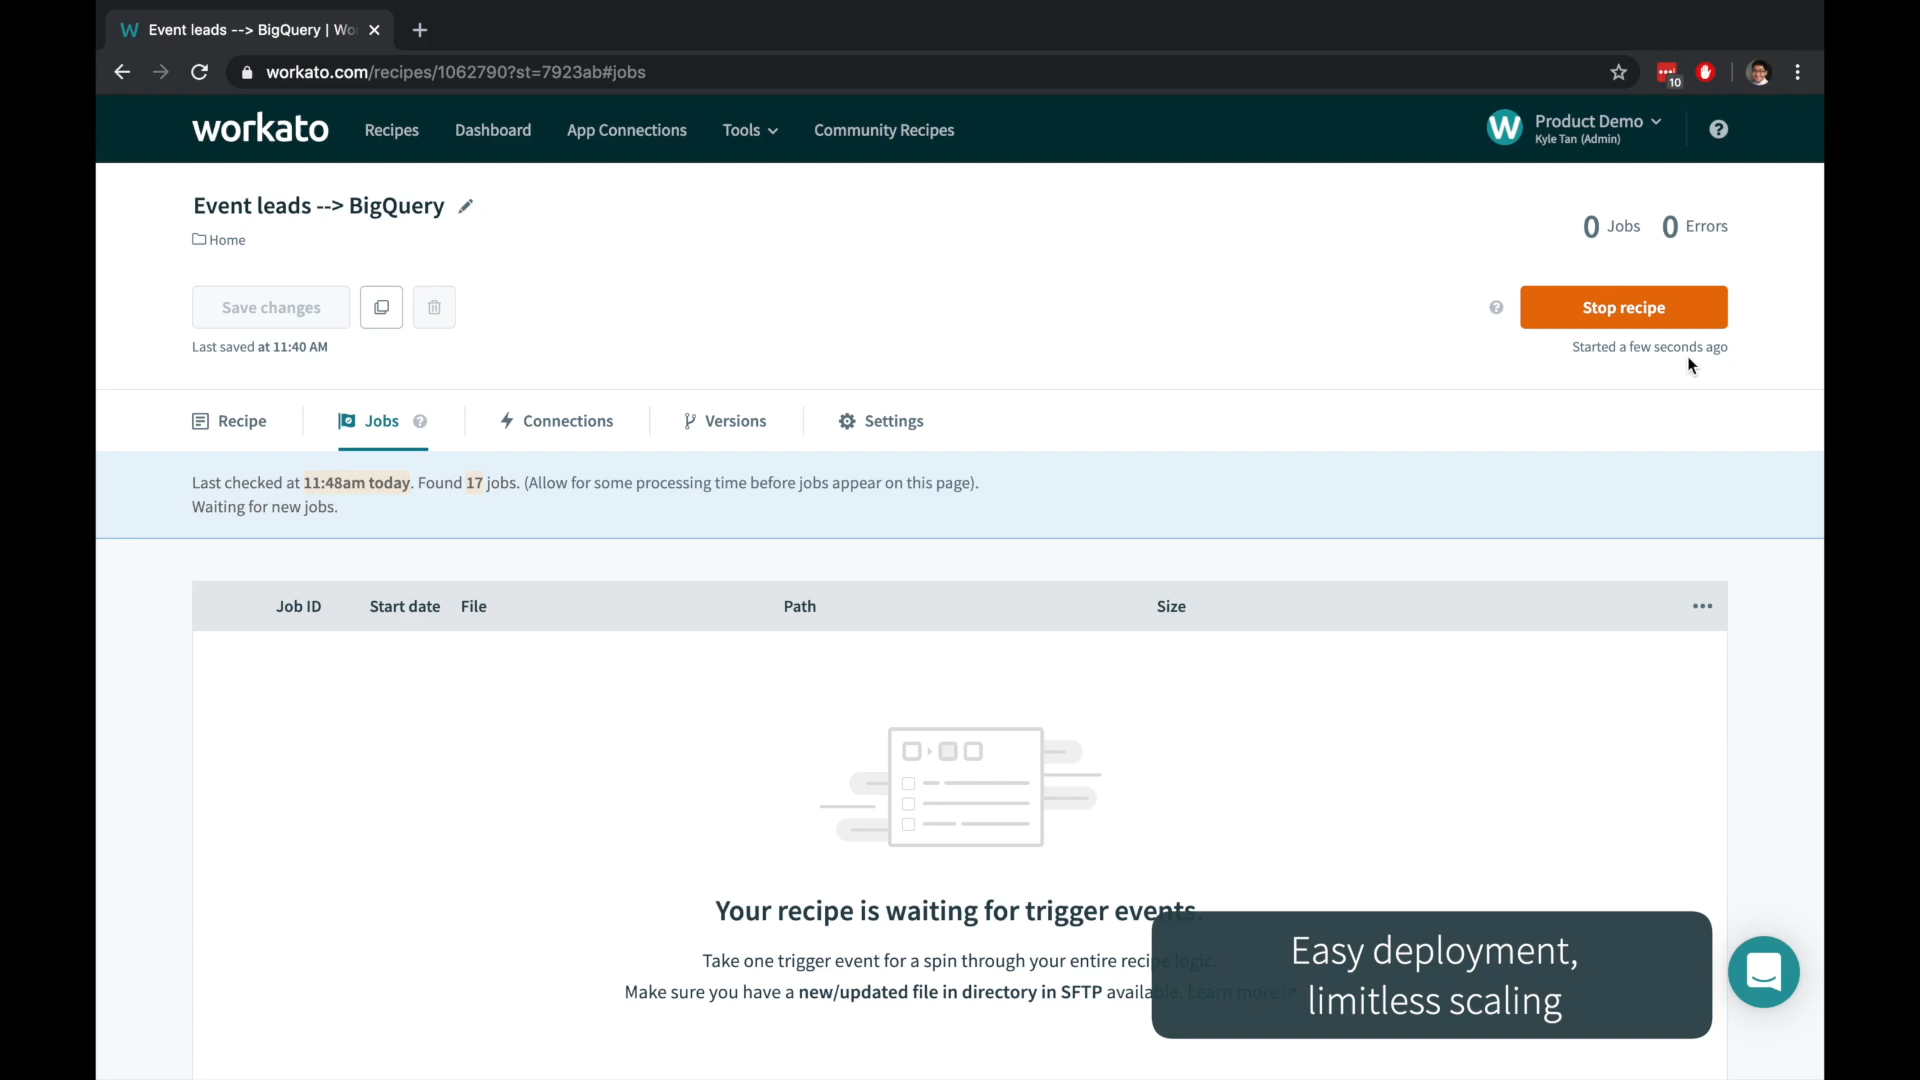 Event leads --> BigQuery | Wo
workato.com/recipes/1062790?st=7923ab#jobs
10
workato
Recipes
Dashboard
App Connections
Tools
Community Recipes
W
Product Demo
Kyle Tan (Admin)
Event leads --> BigQuery
Home
0 Jobs
0 Errors
Save changes
Stop recipe
Last saved at 11:40 AM
Started a few seconds ago
Recipe
Jobs
Connections
Versions
Settings
Last checked at 11:48am today. Found 17 jobs. (Allow for some processing time before jobs appear on this page).
Waiting for new jobs.
Job ID
Start date
File
Path
Size
Your recipe is waiting for trigger events.
Take one trigger event for a spin through your entire recipe logic.
Make sure you have a new/updated file in directory in SFTP available. Learn more
Easy deployment,
limitless scaling